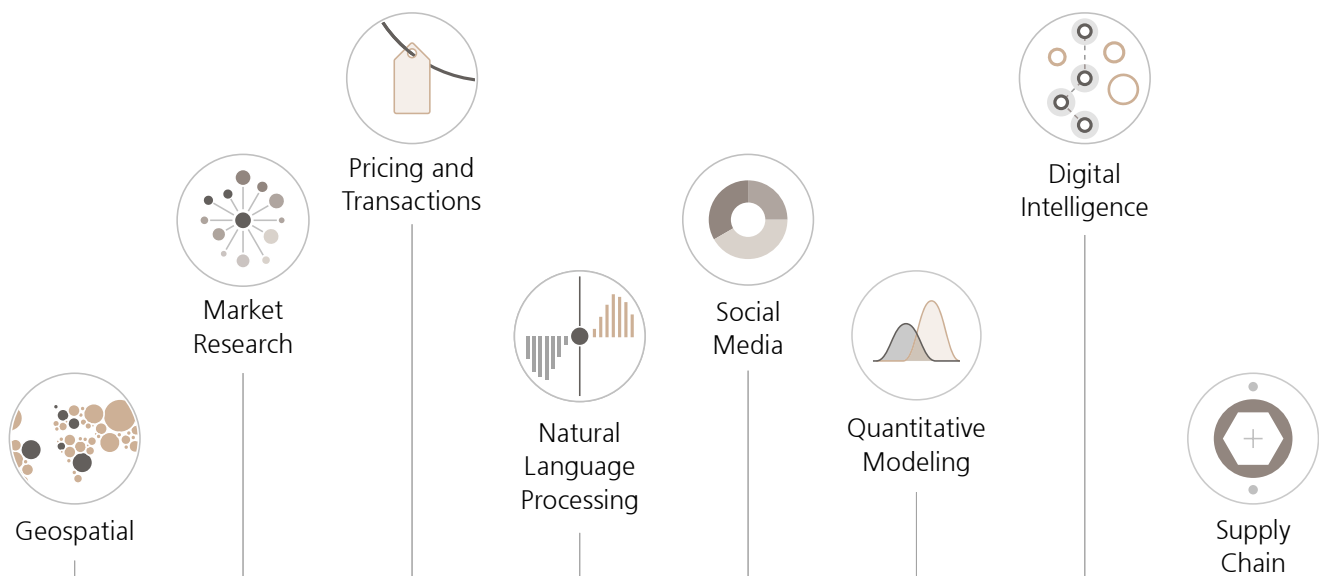 Geospatial
Market
Research
Pricing and
Transactions
Natural
Language
Processing
Social
Media
Quantitative
Modeling
Digital
Intelligence
Supply
Chain